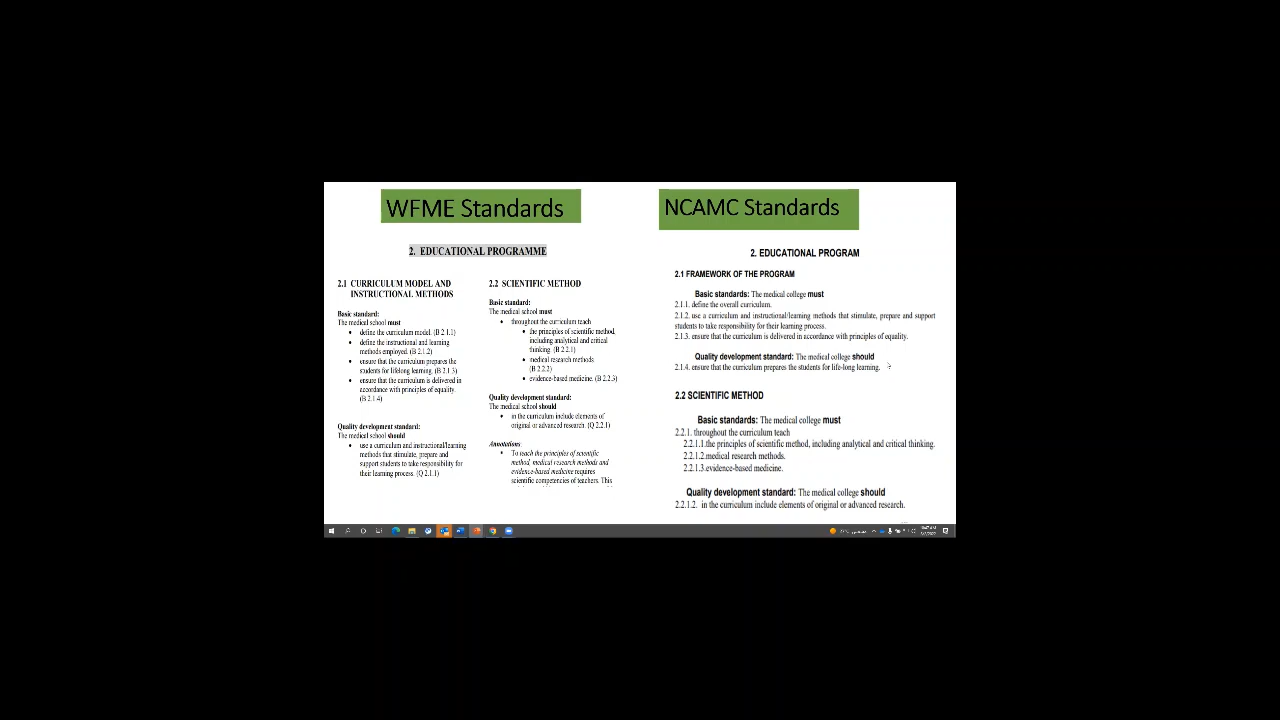 WFME Standards
2. EDUCATIONAL PROGRAMME
2.1 CURRICULUM MODEL AND
INSTRUCTIONAL METHODS
Basic standard:
The medical school must
• define the curriculum model. (B 2.1.1)
• define the instructional and learning
methods employed. (B 2.1.2)
• ensure that the curriculum prepares the
students for lifelong learning. (B 2.1.3)
• ensure that the curriculum is delivered in
accordance with principles of equality.
(B 2.1.4)
Quality development standard:
The medical school should
• use a curriculum and instructional/learning
methods that stimulate, prepare and
support students to take responsibility for
their learning process. (Q 2.1.1)
2.2 SCIENTIFIC METHOD
Basic standard:
The medical school must
• throughout the curriculum teach
• the principles of scientific method,
including analytical and critical
thinking. (B 2.2.1)
• medical research methods.
(B 2.2.2)
• evidence-based medicine. (B 2.2.3)
Quality development standard:
The medical school should
• in the curriculum include elements of
original or advanced research. (Q 2.2.1)
Annotations:
• To teach the principles of scientific
method, medical research methods and
evidence-based medicine requires
scientific competencies of teachers. This
NCAMC Standards
2. EDUCATIONAL PROGRAM
2.1 FRAMEWORK OF THE PROGRAM
Basic standards: The medical college must
2.1.1. define the overall curriculum.
2.1.2. use a curriculum and instructional/learning methods that stimulate, prepare and support
students to take responsibility for their learning process.
2.1.3. ensure that the curriculum is delivered in accordance with principles of equality.
Quality development standard: The medical college should
2.1.4. ensure that the curriculum prepares the students for life-long learning.
2.2 SCIENTIFIC METHOD
Basic standards: The medical college must
2.2.1. throughout the curriculum teach
2.2.1.1.the principles of scientific method, including analytical and critical thinking.
2.2.1.2.medical research methods.
2.2.1.3.evidence-based medicine.
Quality development standard: The medical college should
2.2.1.2. in the curriculum include elements of original or advanced research.